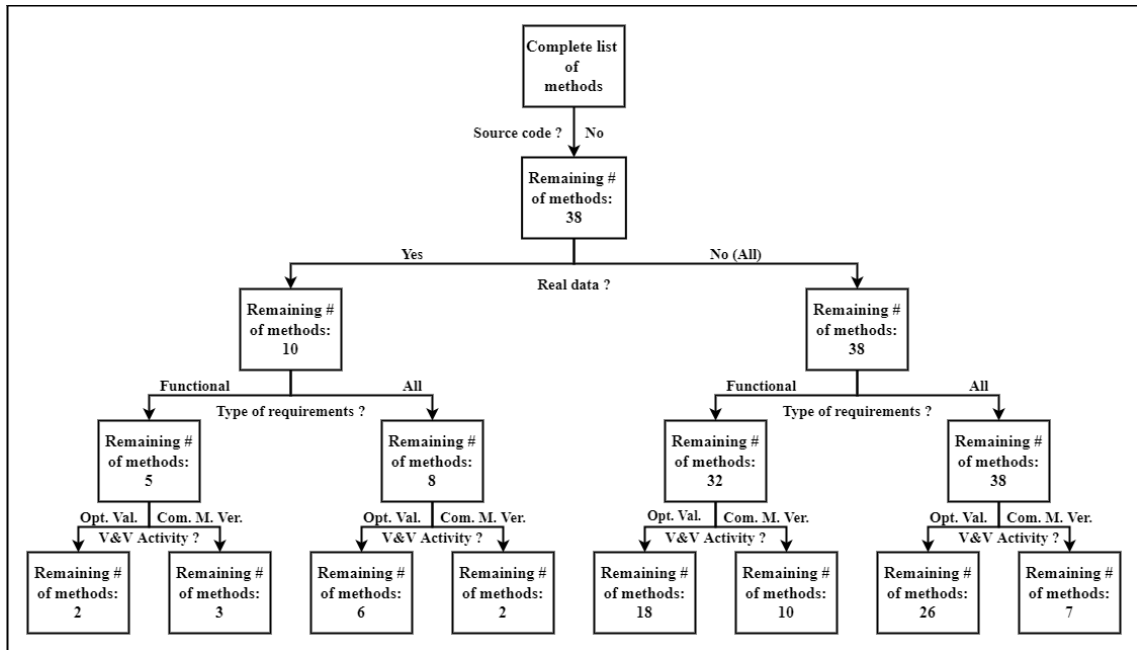 Complete list
of
methods
Source code ? No
Remaining #
of methods:
38
Yes
No (All)
Real data ?
Remaining #
of methods:
10
Remaining #
of methods:
38
Functional
All
Type of requirements ?
Functional
All
Type of requirements ?
Remaining #
of methods:
5
Remaining #
of methods:
8
Remaining #
of methods:
32
Remaining #
of methods:
38
Opt. Val. Com. M. Ver.
V&V Activity ?
Opt. Val. Com. M. Ver.
V&V Activity ?
Opt. Val. Com. M. Ver.
V&V Activity ?
Opt. Val. Com. M. Ver.
V&V Activity ?
Remaining #
of methods:
2
Remaining #
of methods:
3
Remaining #
of methods:
6
Remaining #
of methods:
2
Remaining #
of methods:
18
Remaining #
of methods:
10
Remaining #
of methods:
26
Remaining #
of methods:
7